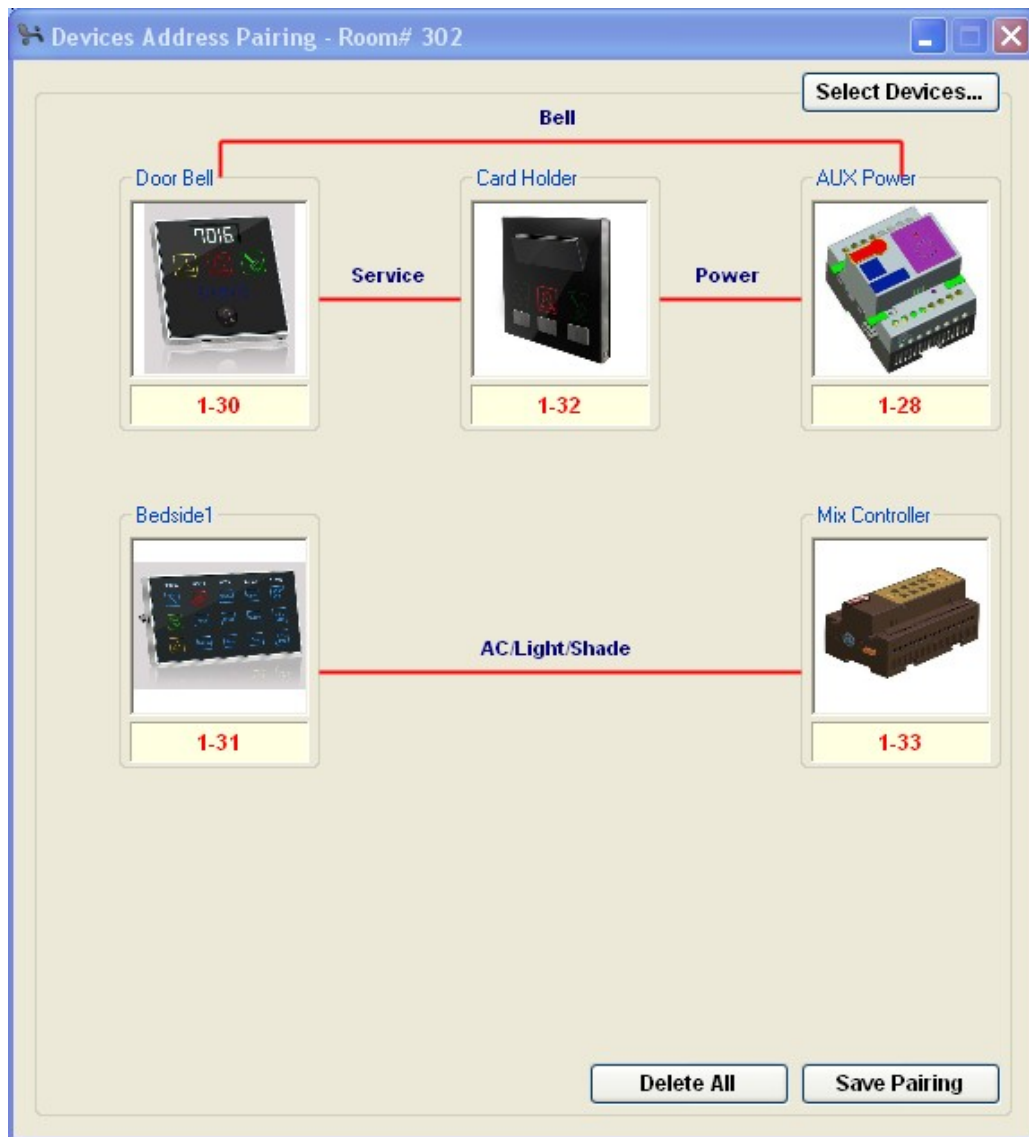 Devices Address Pairing - Room# 302
Select Devices...
Bell
Door Bell
Card Holder
AUX Power
7016
Service
Power
1-30
1-32
1-28
Bedside1
Mix Controller
AC/Light/Shade
1-31
1-33
Delete All
Save Pairing